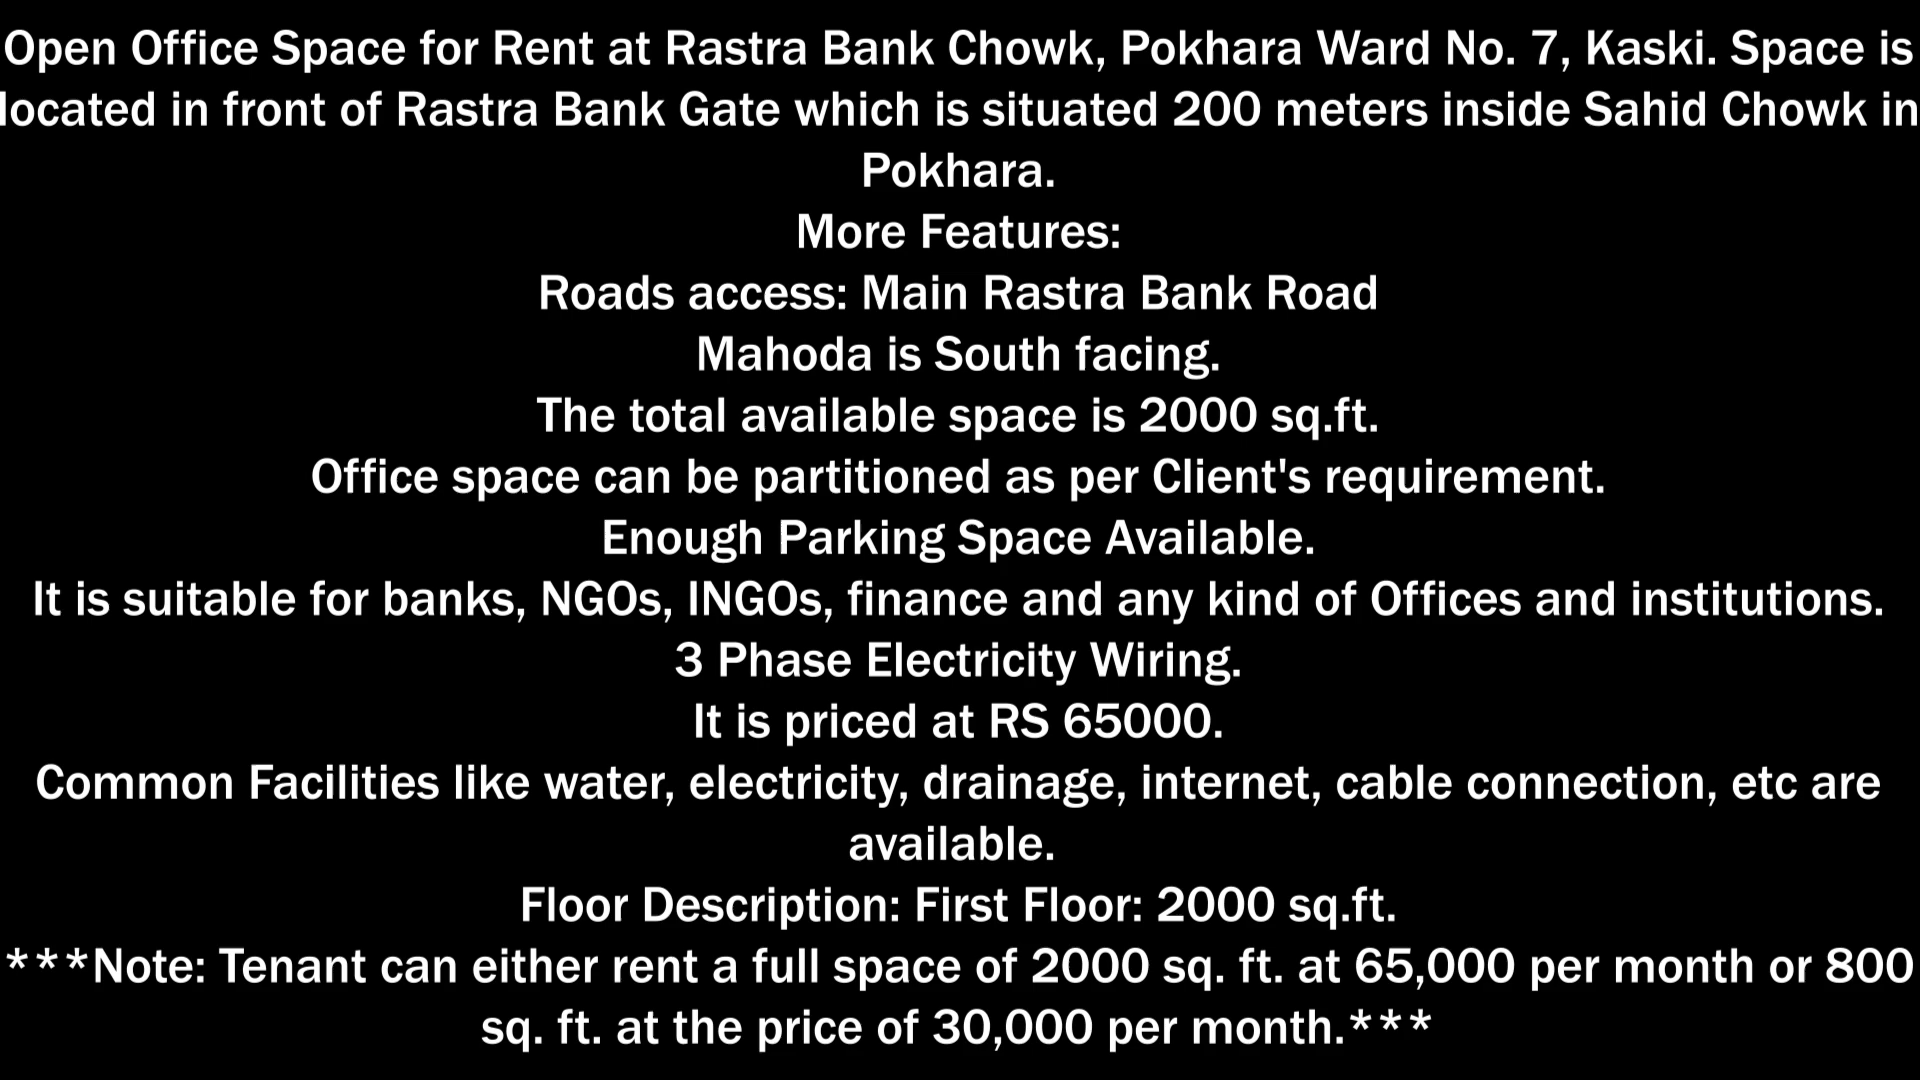 Open Office Space for Rent at Rastra Bank Chowk, Pokhara Ward No. 7, Kaski. Space is
located in front of Rastra Bank Gate which is situated 200 meters inside Sahid Chowk in
Pokhara.
More Features:
Roads access: Main Rastra Bank Road
Mahoda is South facing.
The total available space is 2000 sq.ft.
Office space can be partitioned as per Client's requirement.
Enough Parking Space Available.
It is suitable for banks, NGOs, INGOs, finance and any kind of Offices and institutions.
3 Phase Electricity Wiring.
It is priced at RS 65000.
Common Facilities like water, electricity, drainage, internet, cable connection, etc are
available.
Floor Description: First Floor: 2000 sq.ft.
***Note: Tenant can either rent a full space of 2000 sq. ft. at 65,000 per month or 800
sq. ft. at the price of 30,000 per month.***